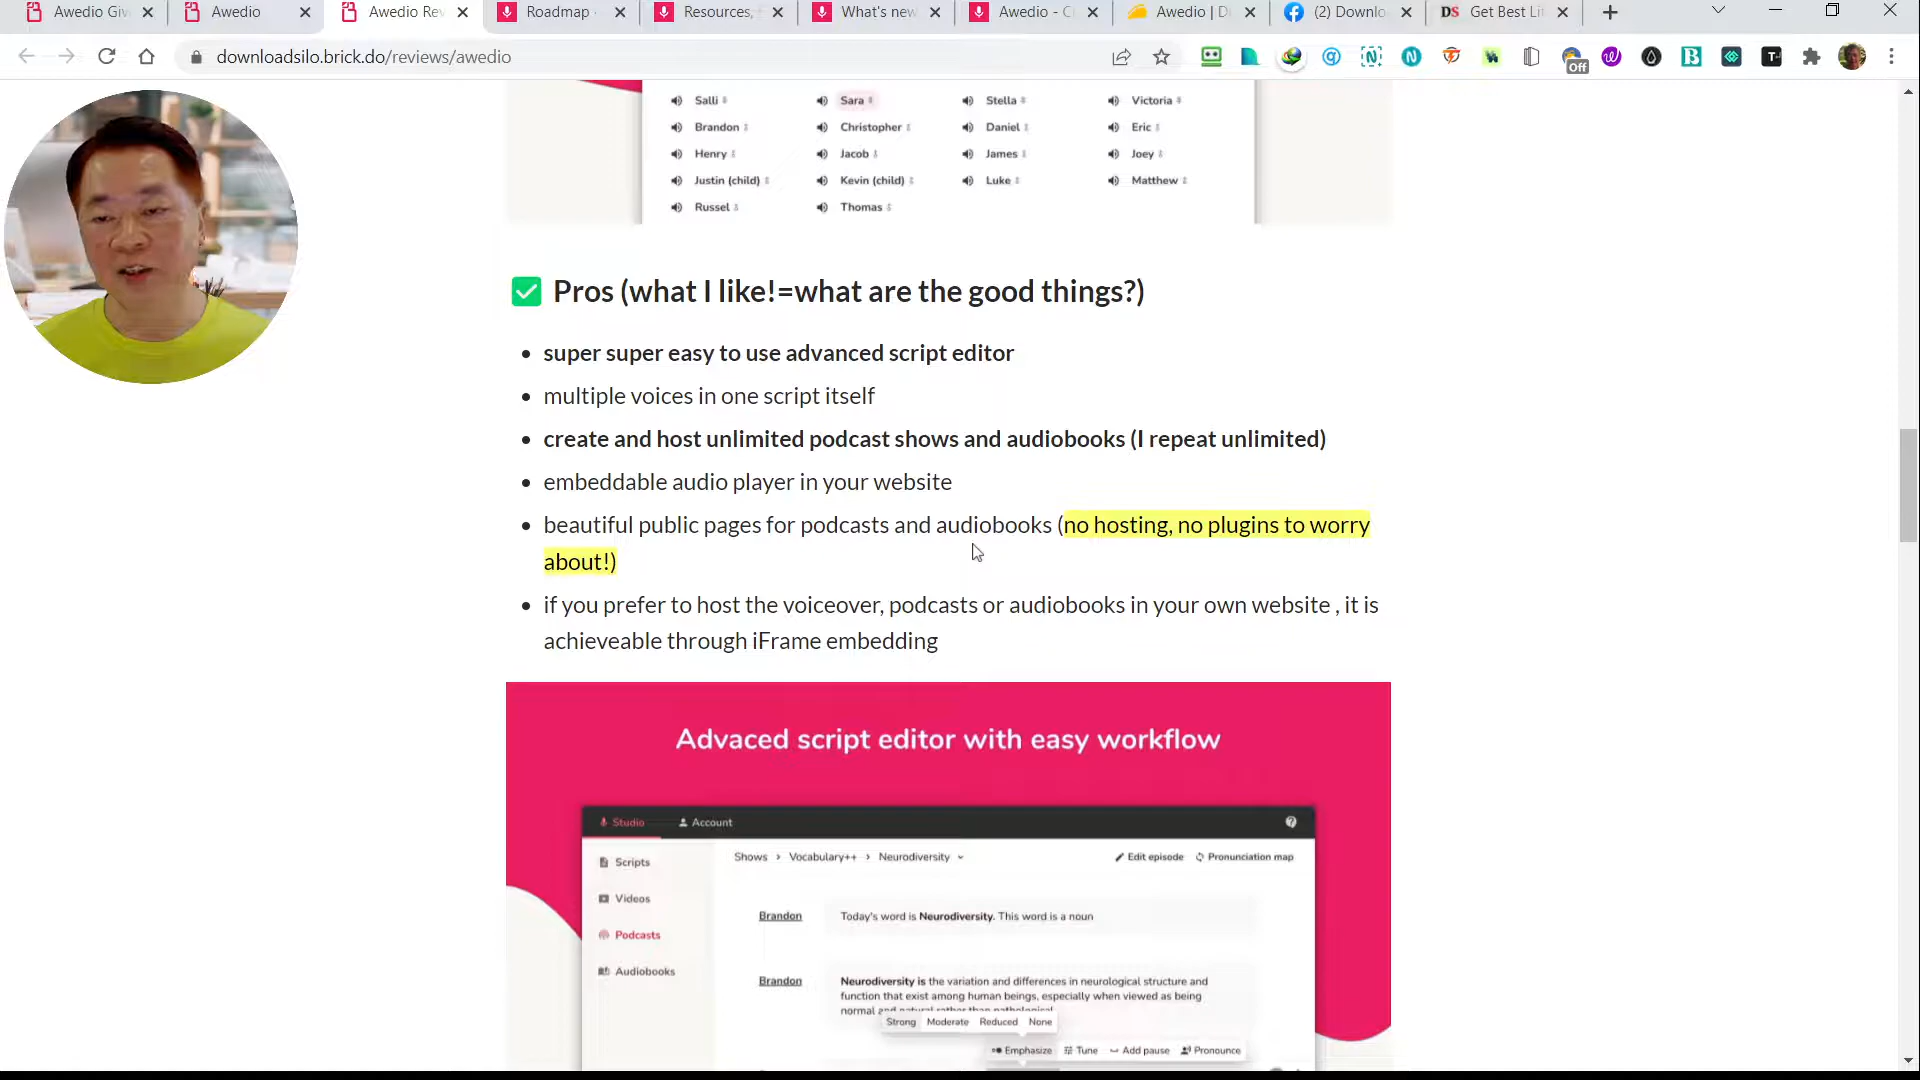 Awedio Giv
Awedio
Awedio Rev
Roadmap ·
Resources,
What's new
Awedio - C
Awedio | D
(2) Downlo
DS Get Best Li
downloadsilo.brick.do/reviews/awedio
Off
Salli Sara Stella Victoria
Brandon Christopher Daniel Eric
Henry Jacob James Joey
Justin (child) Kevin (child) Luke Matthew
Russel Thomas
Pros (what I like!=what are the good things?)
• super super easy to use advanced script editor
• multiple voices in one script itself
• create and host unlimited podcast shows and audiobooks (I repeat unlimited)
• embeddable audio player in your website
• beautiful public pages for podcasts and audiobooks (no hosting, no plugins to worry
about!)
• if you prefer to host the voiceover, podcasts or audiobooks in your own website , it is
achieveable through iFrame embedding
Advaced script editor with easy workflow
Studio Account
Shows > Vocabulary++ > Neurodiversity Edit episode Pronunciation map
Scripts
Videos
Podcasts
Audiobooks
Brandon Today's word is Neurodiversity. This word is a noun
Brandon Neurodiversity is the variation and differences in neurological structure and
function that exist among human beings, especially when viewed as being
normal and natural rather than pathological
Strong Moderate Reduced None
Emphasize Tune Add pause Pronounce